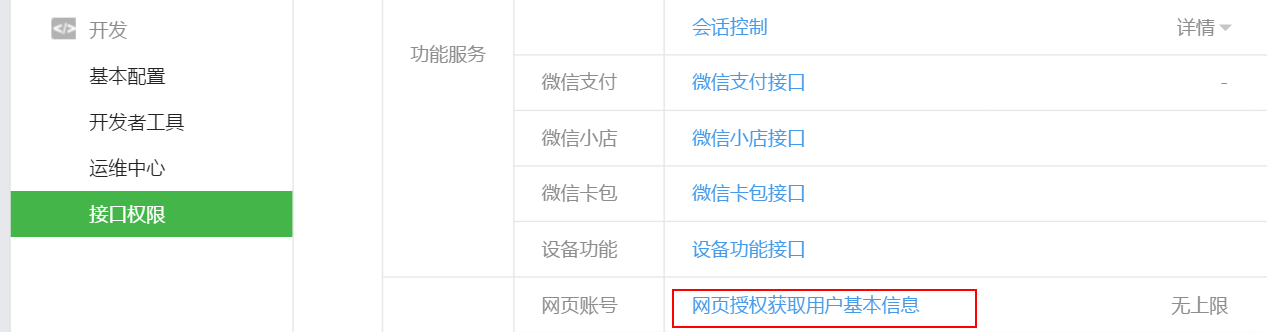 开发
基本配置
开发者工具
运维中心
接口权限
功能服务
会话控制 详情
微信支付 微信支付接口 -
微信小店 微信小店接口
微信卡包 微信卡包接口
设备功能 设备功能接口
网页账号 网页授权获取用户基本信息 无上限